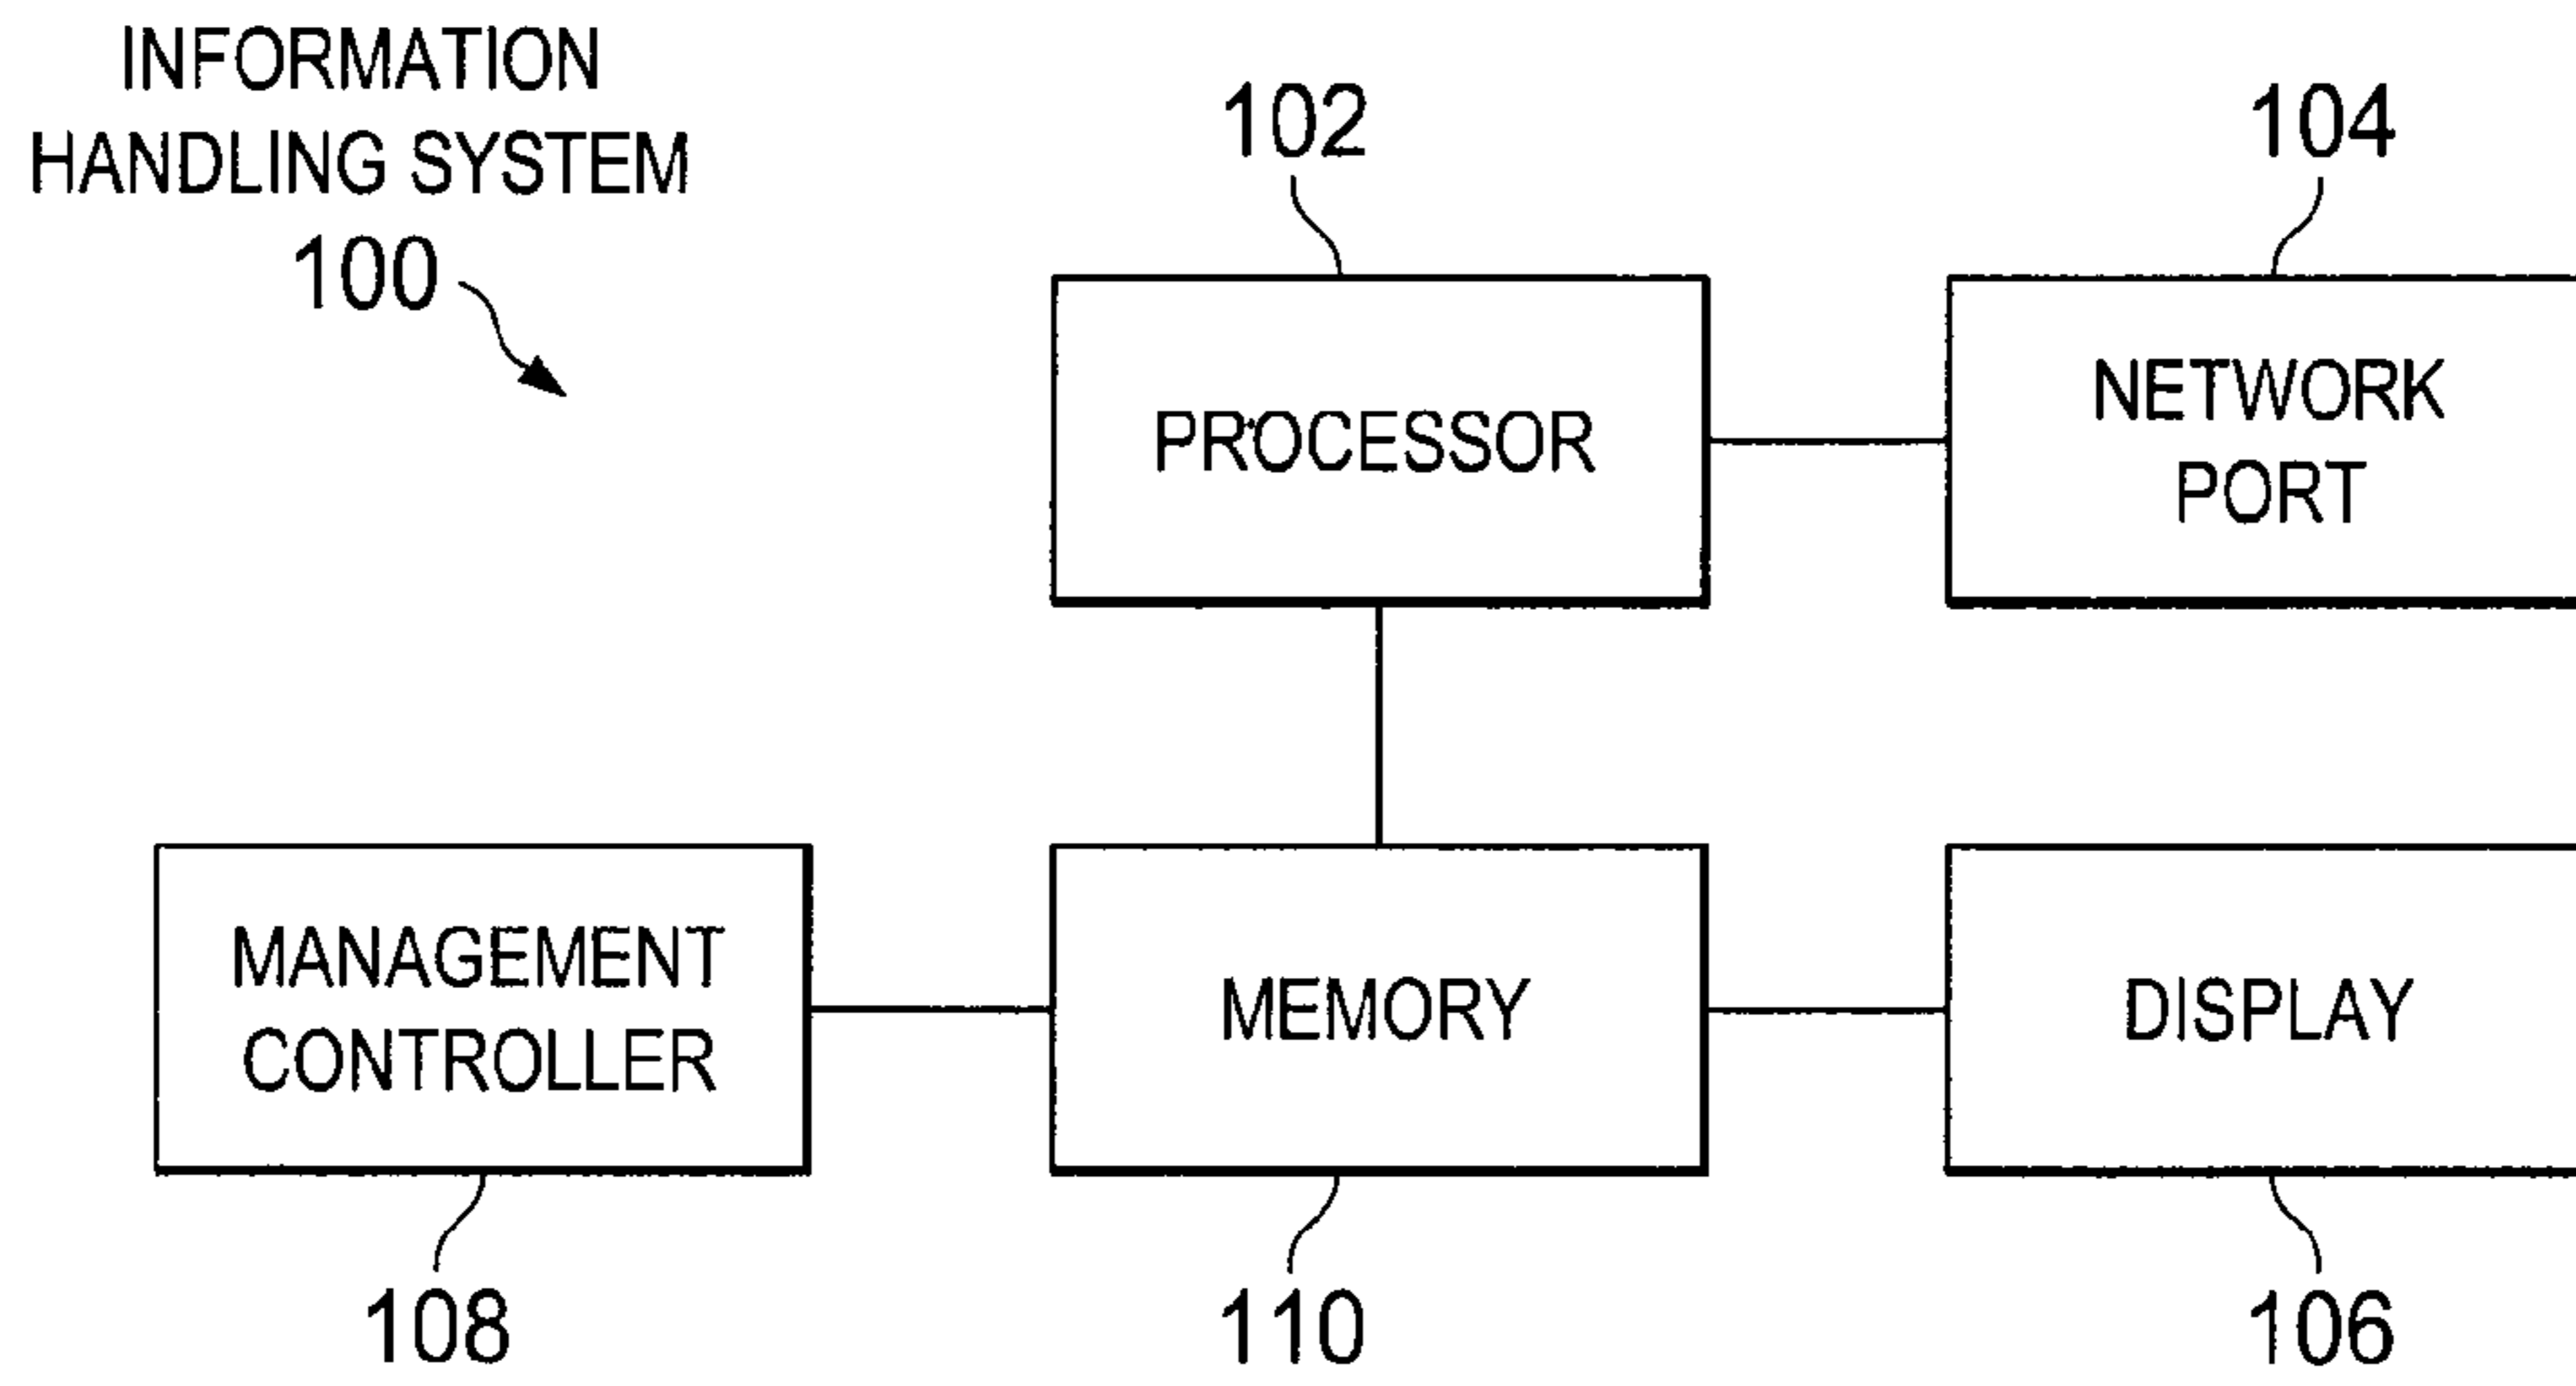 INFORMATION
HANDLING SYSTEM
100
102
104
PROCESSOR
NETWORK
PORT
MANAGEMENT
CONTROLLER
MEMORY
DISPLAY
108
110
106